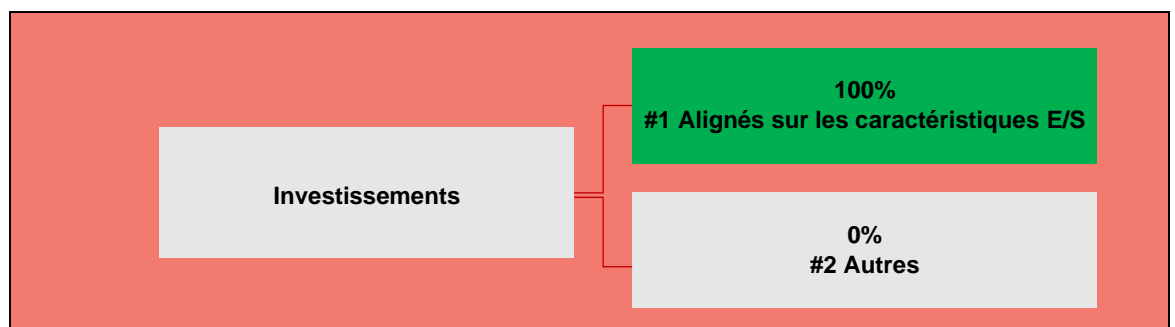 100%
#1 Alignés sur les caractéristiques E/S
Investissements
0%
#2 Autres